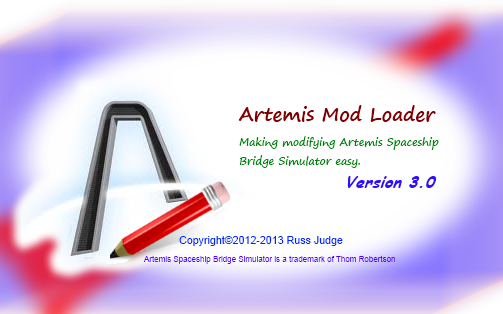 Artemis Mod Loader
Making modifying Artemis Spaceship
Bridge Simulator easy.
Version 3.0
Copyright©2012-2013 Russ Judge
Artemis Spaceship Bridge Simulator is a trademark of Thom Robertson